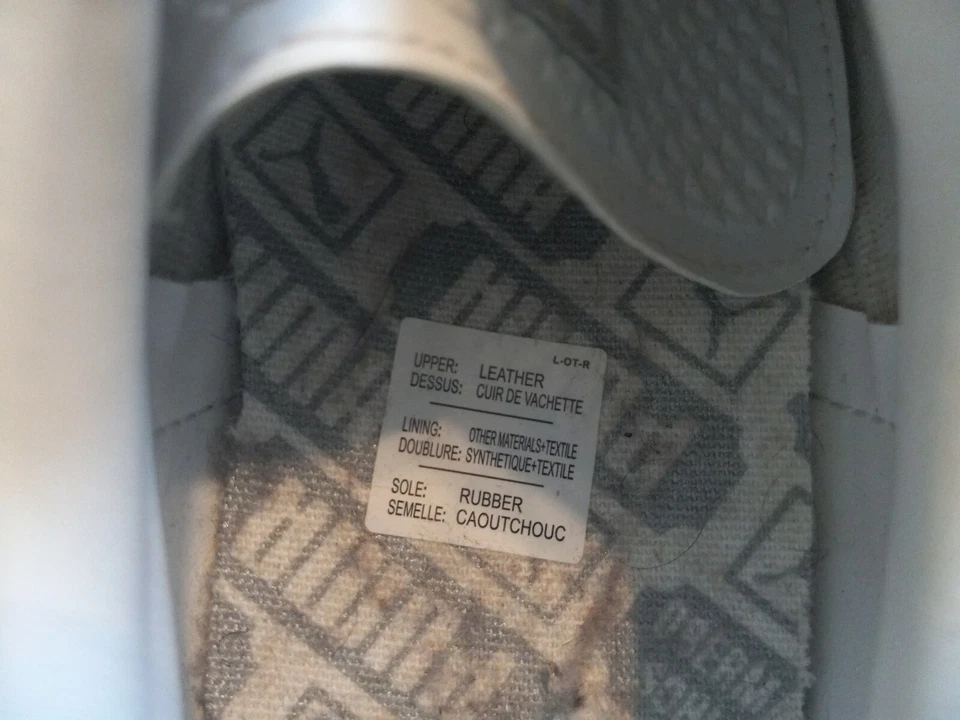 L-OT-R
UPPER: LEATHER
DESSUS: CUIR DE VACHETTE
LINING: OTHER MATERIALS+TEXTILE
DOUBLURE: SYNTHETIQUE+TEXTILE
SOLE: RUBBER
SEMELLE: CAOUTCHOUC